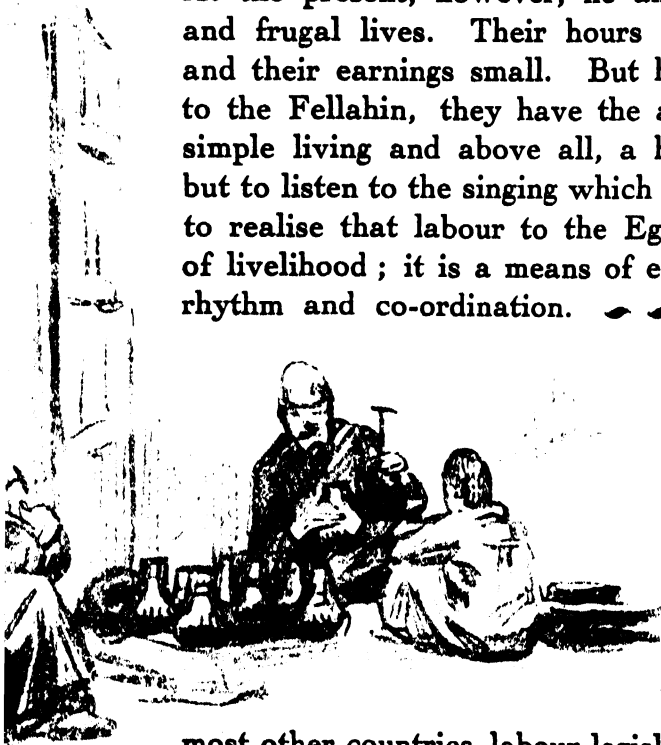 and frugal lives. Their hours
and their earnings small. But
to the Fellahin, they have the
simple living and above all, a
but to listen to the singing which
to realise that labour to the
of livelihood ; it is a means of
rhythm and co-ordination.
most other countries, labour